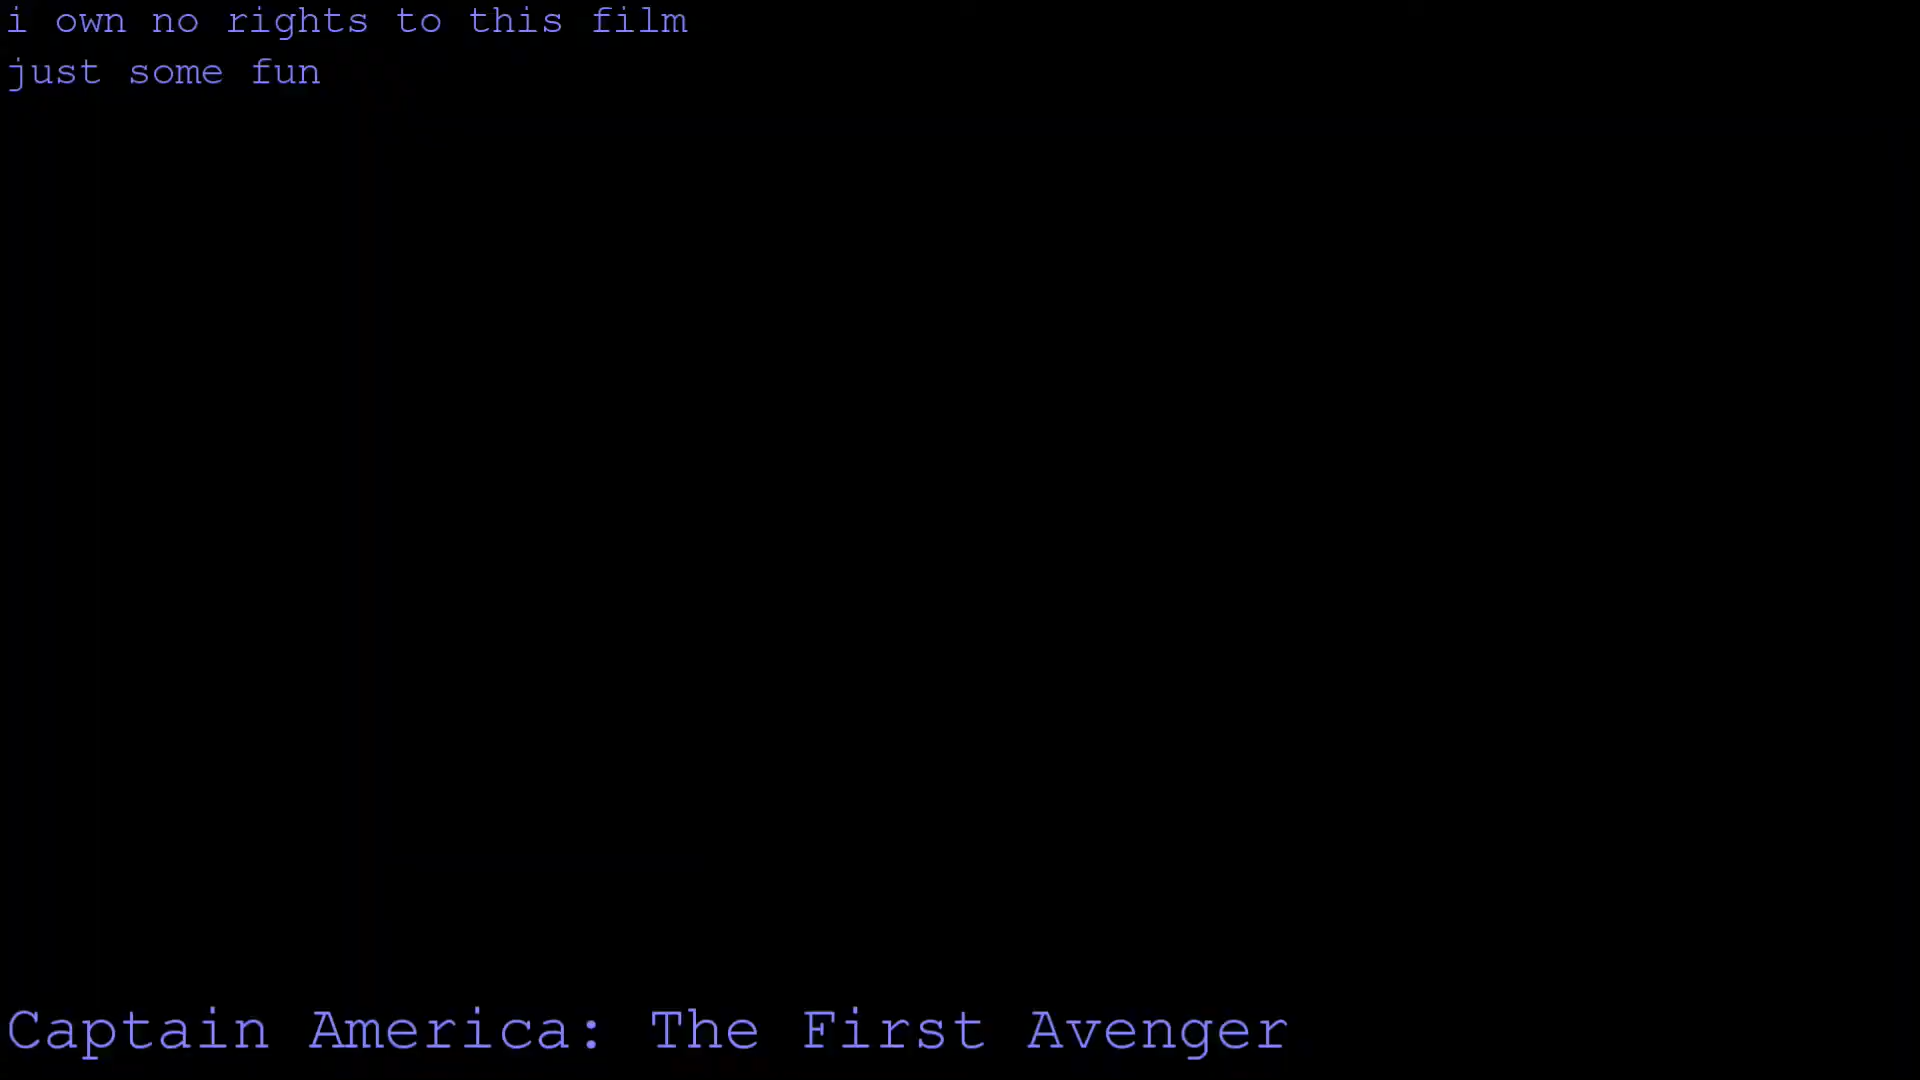 i own no rights to this film
just some fun
Captain America: The First Avenger